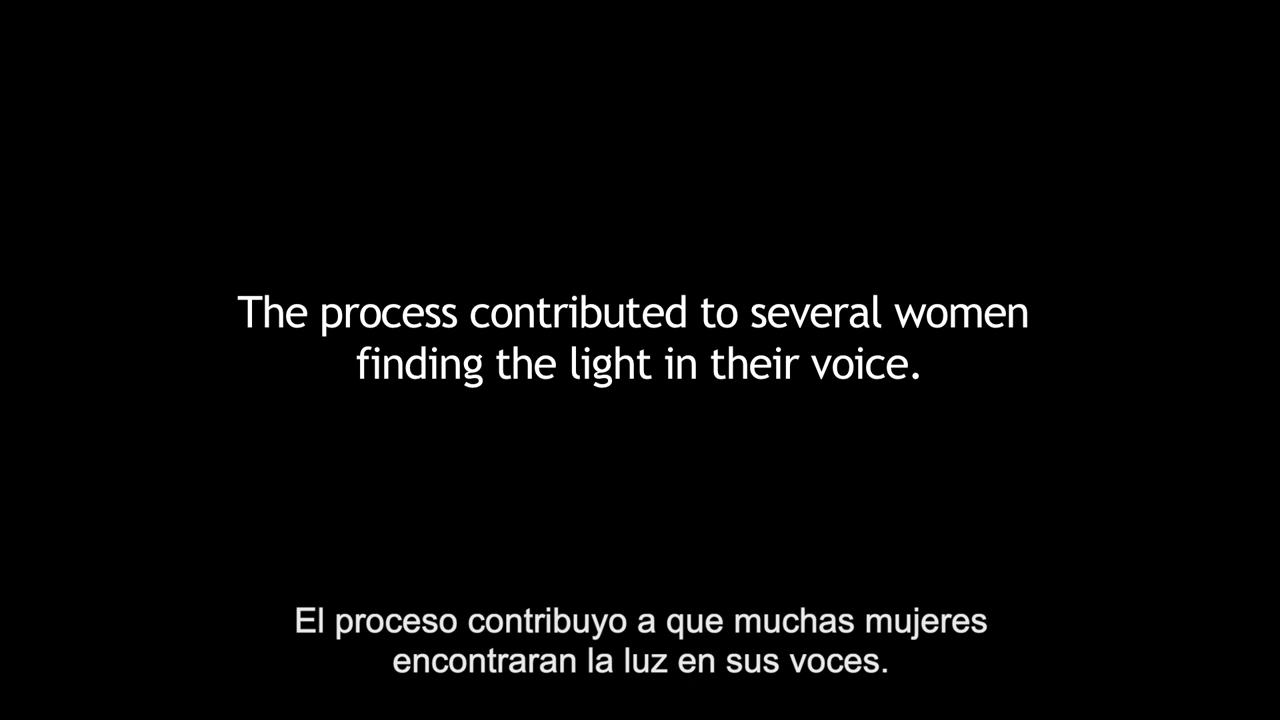 The process contributed to several women
finding the light in their voice.
El proceso contribuyo a que muchas mujeres
encontraran la luz en sus voces.